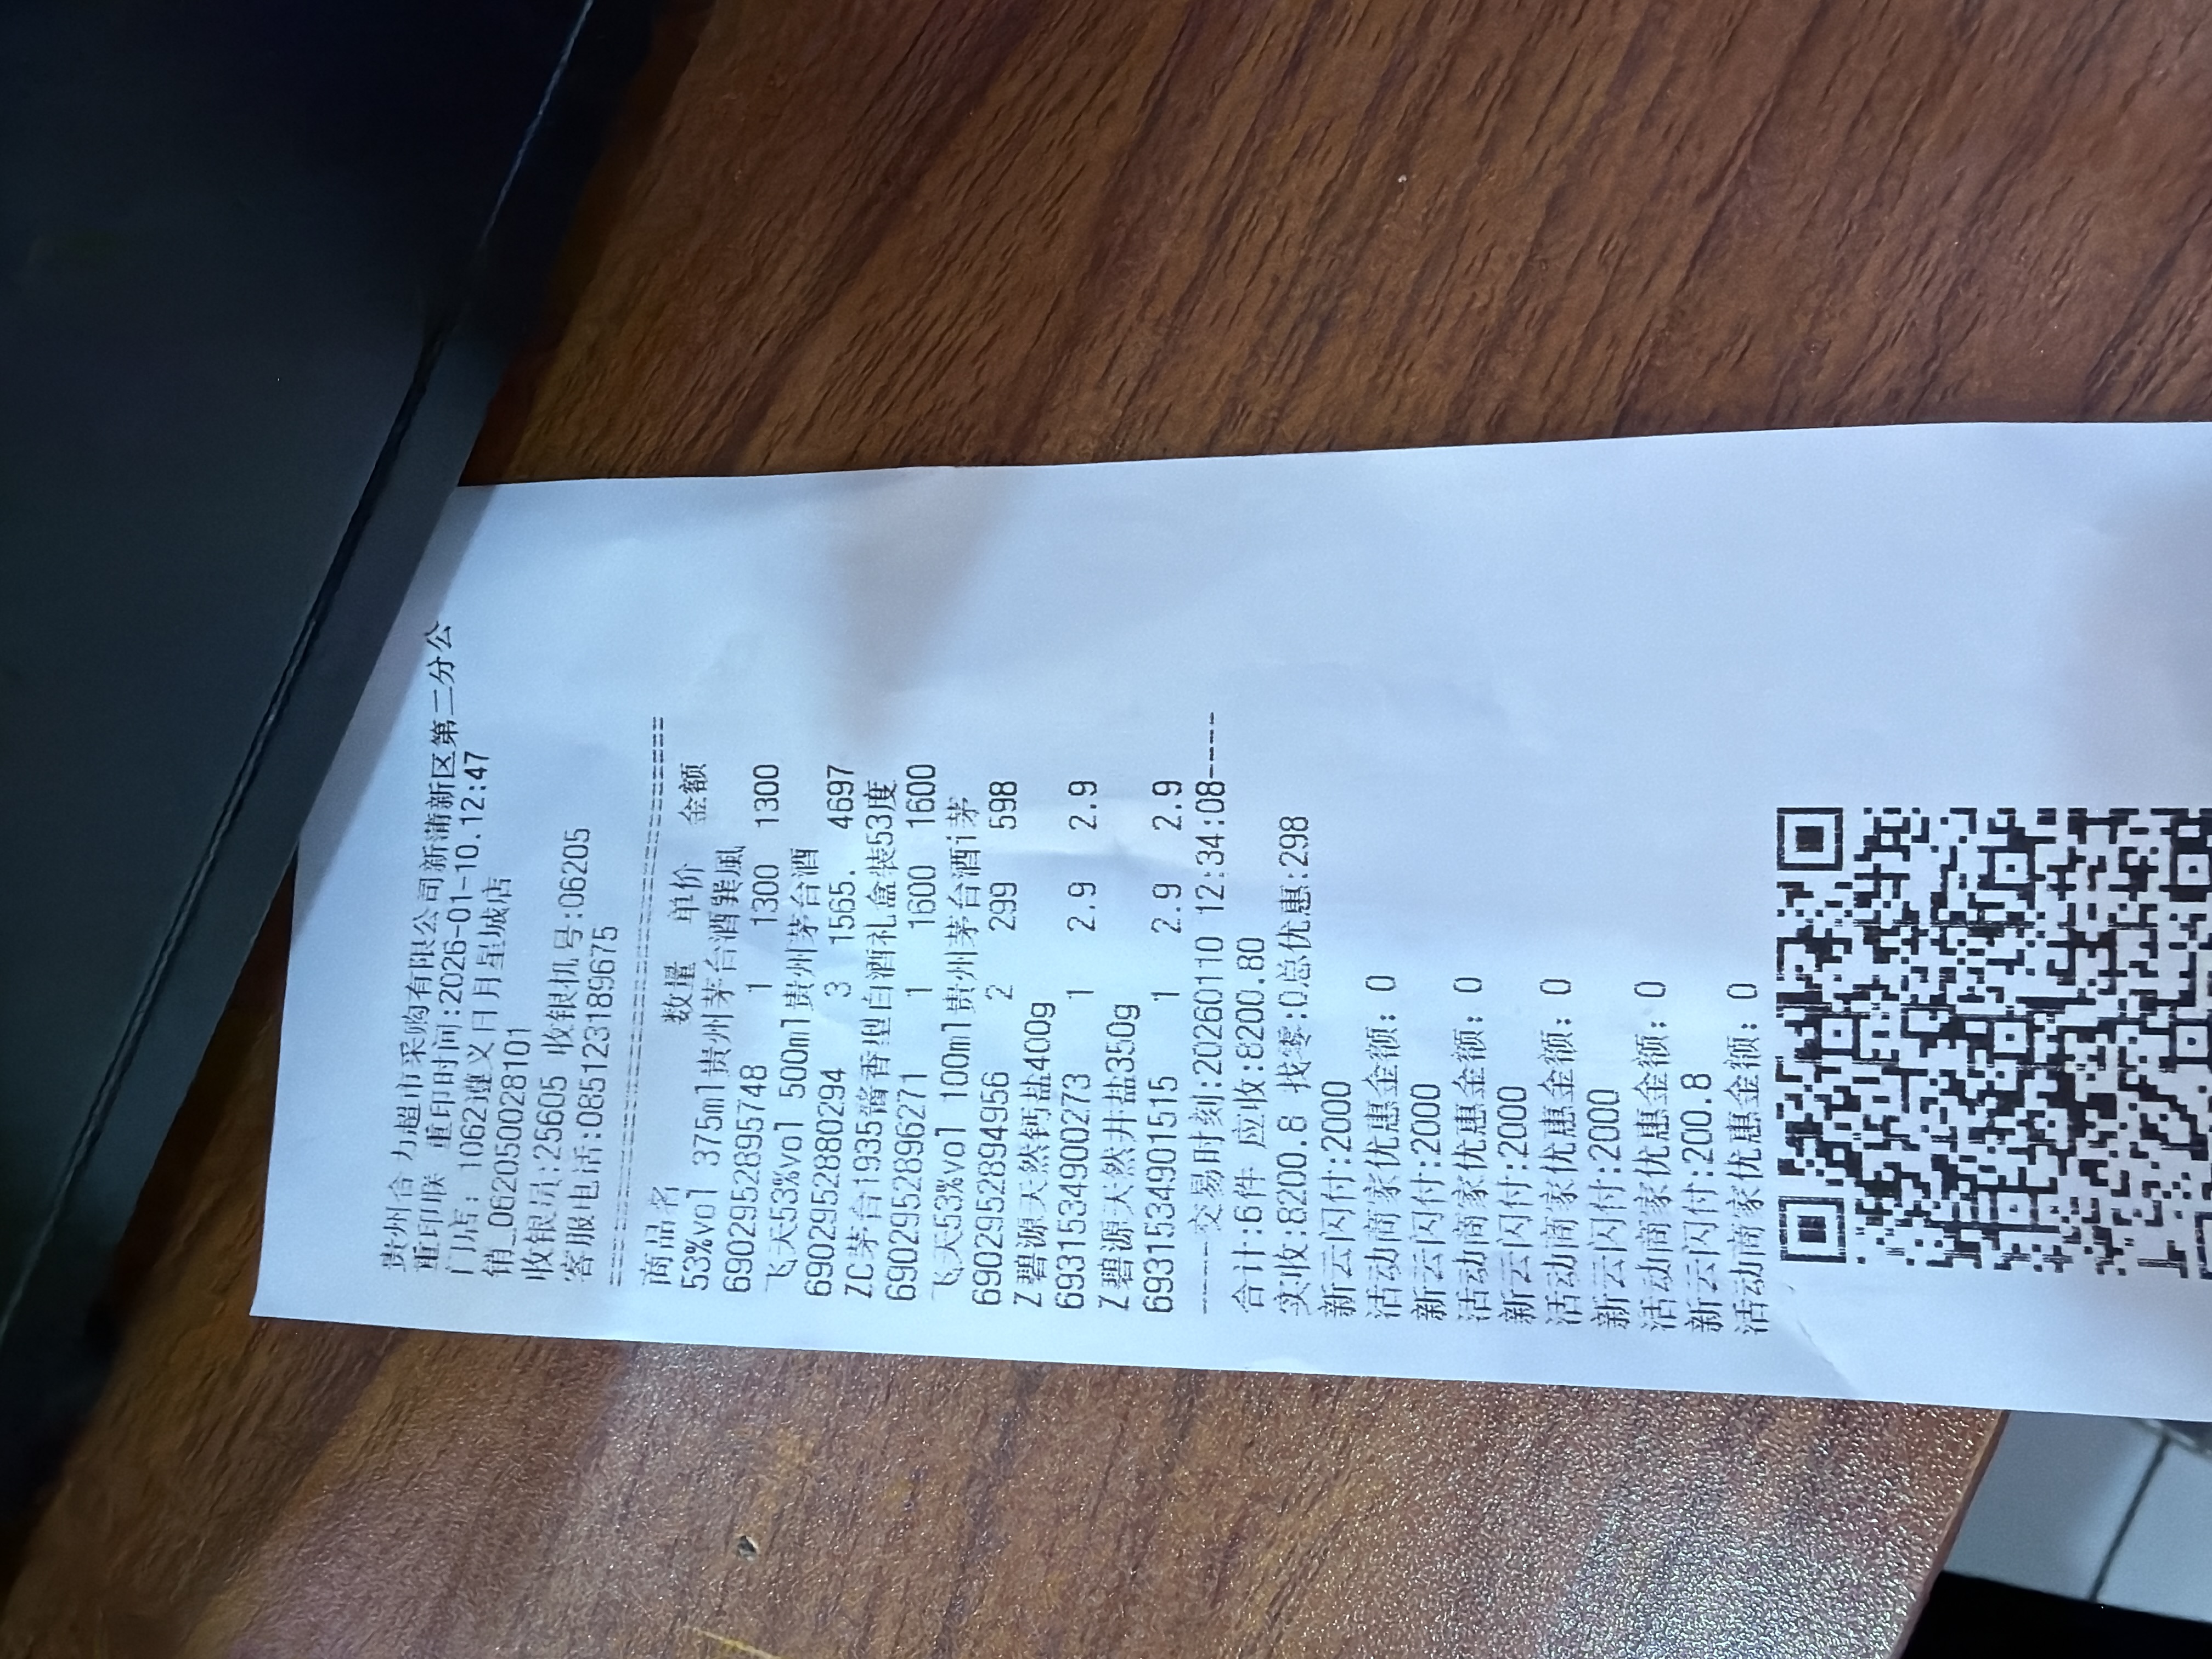 贵州合力超市采购有限公司新蒲新区第二分公
重印联 重印时间:2026-01-10.12:47
门店: 1062遵义日月星城店
销_0620500028101
收银员:25605 收银机号:06205
客服电话:085123189675
商品名 数量 单价 金额
53%vol 375ml贵州茅台酒巽風
6902952895748 1 1300 1300
飞天53%vol 500ml贵州茅台酒
6902952880294 3 1565. 4697
ZC茅台1935酱香型白酒礼盒装53度
6902952896271 1 1600 1600
飞天53%vol 100ml贵州茅台酒i茅
6902952894956 2 299 598
Z碧源天然钙盐400g
6931534900273 1 2.9 2.9
Z碧源天然井盐350g
6931534901515 1 2.9 2.9
----交易时刻:20260110 12:34:08----
合计:6件 应收:8200.80
实收:8200.8 找零:0总优惠:298
新云闪付:2000
活动商家优惠金额: 0
新云闪付:2000
活动商家优惠金额: 0
新云闪付:2000
活动商家优惠金额: 0
新云闪付:2000
活动商家优惠金额: 0
新云闪付:200.8
活动商家优惠金额: 0